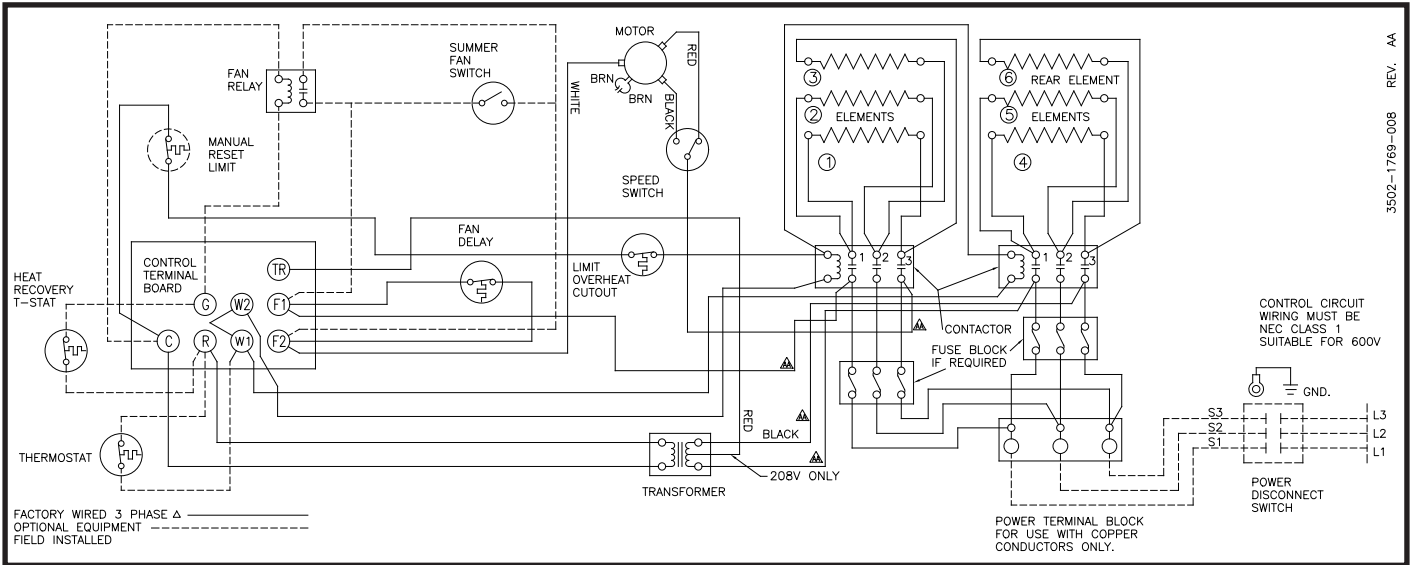 MOTOR
RED
SUMMER
FAN
SWITCH
FAN
RELAY
BRN
BRN
WHITE
BLACK
MANUAL
RESET
LIMIT
SPEED
SWITCH
3
2
ELEMENTS
1
6
REAR ELEMENT
5
ELEMENTS
4
3502-1769-008 REV. AA
FAN
DELAY
LIMIT
OVERHEAT
CUTOUT
1
2
3
1
2
3
HEAT
RECOVERY
T-STAT
CONTROL
TERMINAL
BOARD
TR
G
W2
F1
C
R
W1
F2
AA
CONTACTOR
FUSE BLOCK
IF REQUIRED
AA
CONTROL CIRCUIT
WIRING MUST BE
NEC CLASS 1
SUITABLE FOR 600V
GND.
AA
RED
BLACK
AA
S3
S2
S1
L3
L2
L1
THERMOSTAT
208V ONLY
TRANSFORMER
POWER
DISCONNECT
SWITCH
FACTORY WIRED 3 PHASE Δ
OPTIONAL EQUIPMENT
FIELD INSTALLED
POWER TERMINAL BLOCK
FOR USE WITH COPPER
CONDUCTORS ONLY.